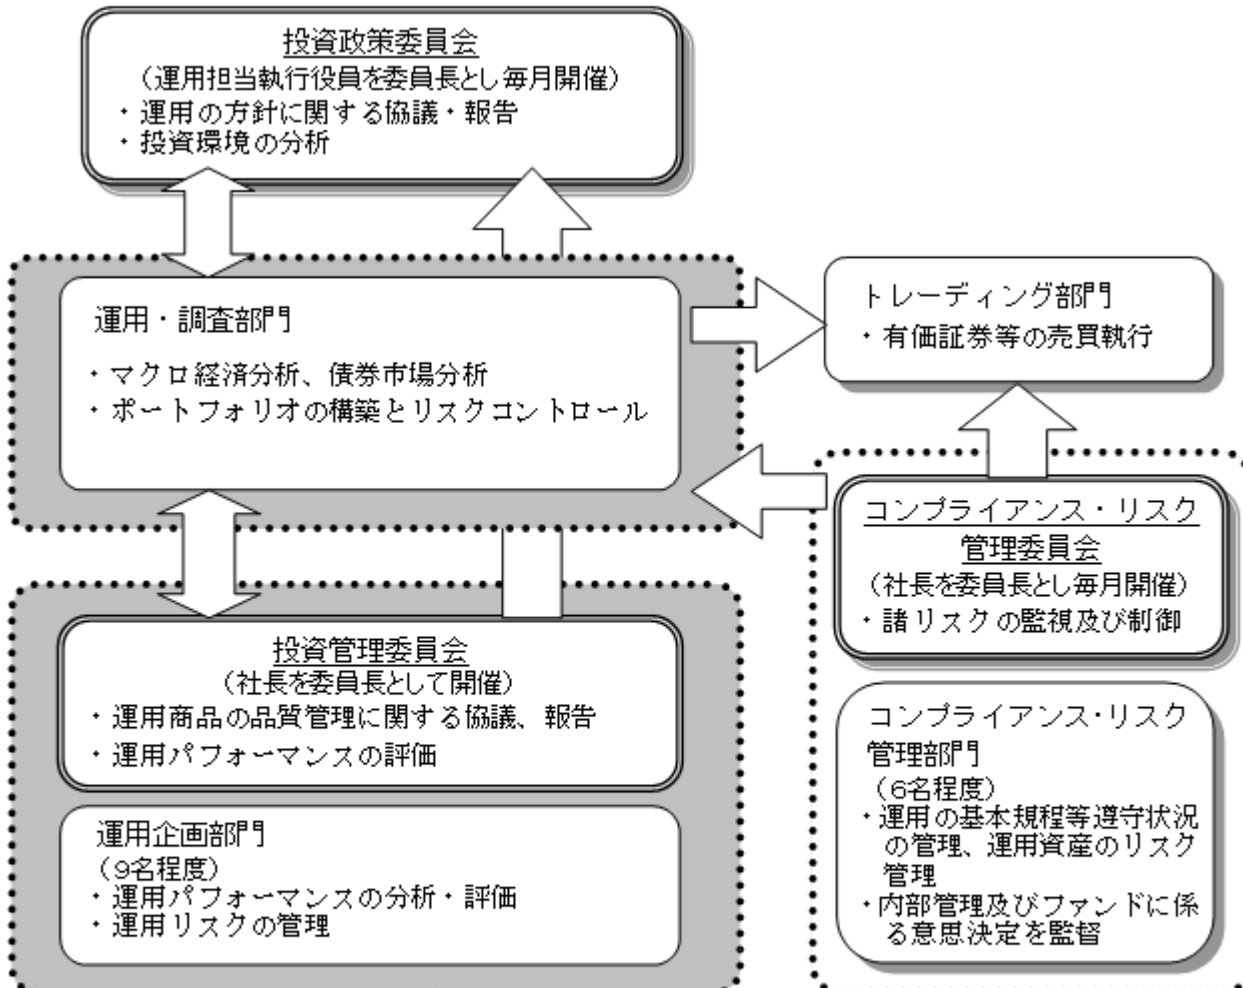 投資政策委員会
（運用担当執行役員を委員長とし毎月開催）
・運用の方針に関する協議・報告
・投資環境の分析
運用・調査部門
・マクロ経済分析、債券市場分析
・ポートフォリオの構築とリスクコントロール
トレーディング部門
・有価証券等の売買執行
コンプライアンス・リスク
管理委員会
（社長を委員長とし毎月開催）
・諸リスクの監視及び制御
投資管理委員会
（社長を委員長として開催）
・運用商品の品質管理に関する協議、報告
・運用パフォーマンスの評価
運用企画部門
（9名程度）
・運用パフォーマンスの分析・評価
・運用リスクの管理
コンプライアンス・リスク
管理部門
（6名程度）
・運用の基本規程等遵守状況
の管理、運用資産のリスク
管理
・内部管理及びファンドに係
る意思決定を監督